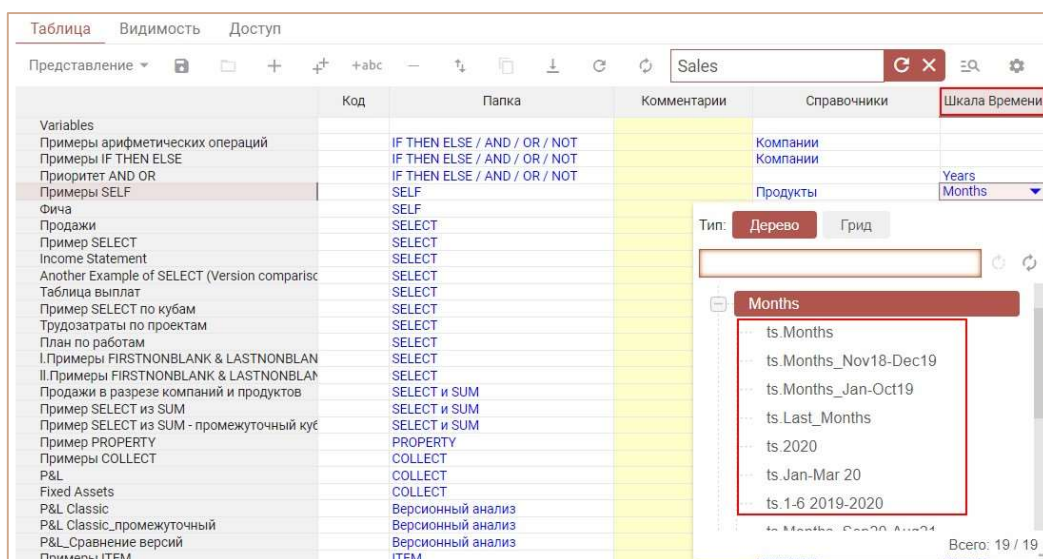 Таблица Видимость Доступ
Представление +abc Sales
Код Папка Комментарии Справочники Шкала Времени
Variables
Примеры арифметических операций IF THEN ELSE / AND / OR / NOT Компании
Примеры IF THEN ELSE IF THEN ELSE / AND / OR / NOT Компании
Приоритет AND OR IF THEN ELSE / AND / OR / NOT Years
Примеры SELF SELF Продукты Months
Фича SELF
Продажи SELECT
Пример SELECT SELECT
Income Statement SELECT
Another Example of SELECT (Version comparisc SELECT
Таблица выплат SELECT
Пример SELECT по кубам SELECT
Трудозатраты по проектам SELECT
План по работам SELECT
I.Примеры FIRSTNONBLANK & LASTNONBLAN SELECT
II.Примеры FIRSTNONBLANK & LASTNONBLAN SELECT
Продажи в разрезе компаний и продуктов SELECT и SUM
Пример SELECT из SUM SELECT и SUM
Пример SELECT из SUM - промежуточный куб SELECT и SUM
Пример PROPERTY PROPERTY
Примеры COLLECT COLLECT
P&L COLLECT
Fixed Assets COLLECT
P&L Classic Версионный анализ
P&L Classic_промежуточный Версионный анализ
P&L_Сравнение версий Версионный анализ
Примеры ITEM ITEM
Тип: Дерево Грид
Months
ts.Months
ts.Months_Nov18-Dec19
ts.Months_Jan-Oct19
ts.Last_Months
ts.2020
ts.Jan-Mar 20
ts.1-6 2019-2020
ts.Months_Sep20-Aug21
Всего: 19 / 19